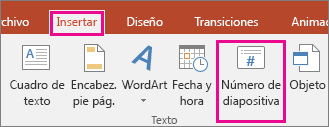 chivo Insertar Diseño Transiciones Animac
Cuadro de texto
Encabez. pie pág.
WordArt
Fecha y hora
Número de diapositiva
Objeto
Texto